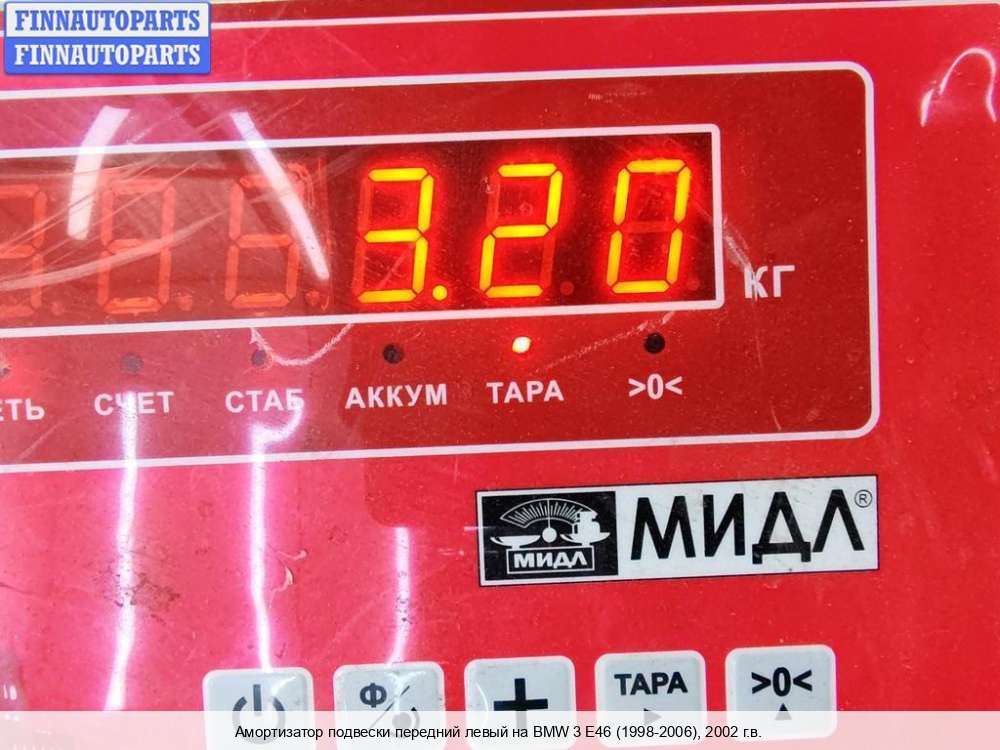 FINNAUTOPARTS
FINNAUTOPARTS
3.20
КГ
ЕТЬ СЧЕТ СТАБ АККУМ ТАРА >0<
МИДЛ МИДЛ®
Ф ТАРА >0<
Амортизатор подвески передний левый на BMW 3 E46 (1998-2006), 2002 г.в.